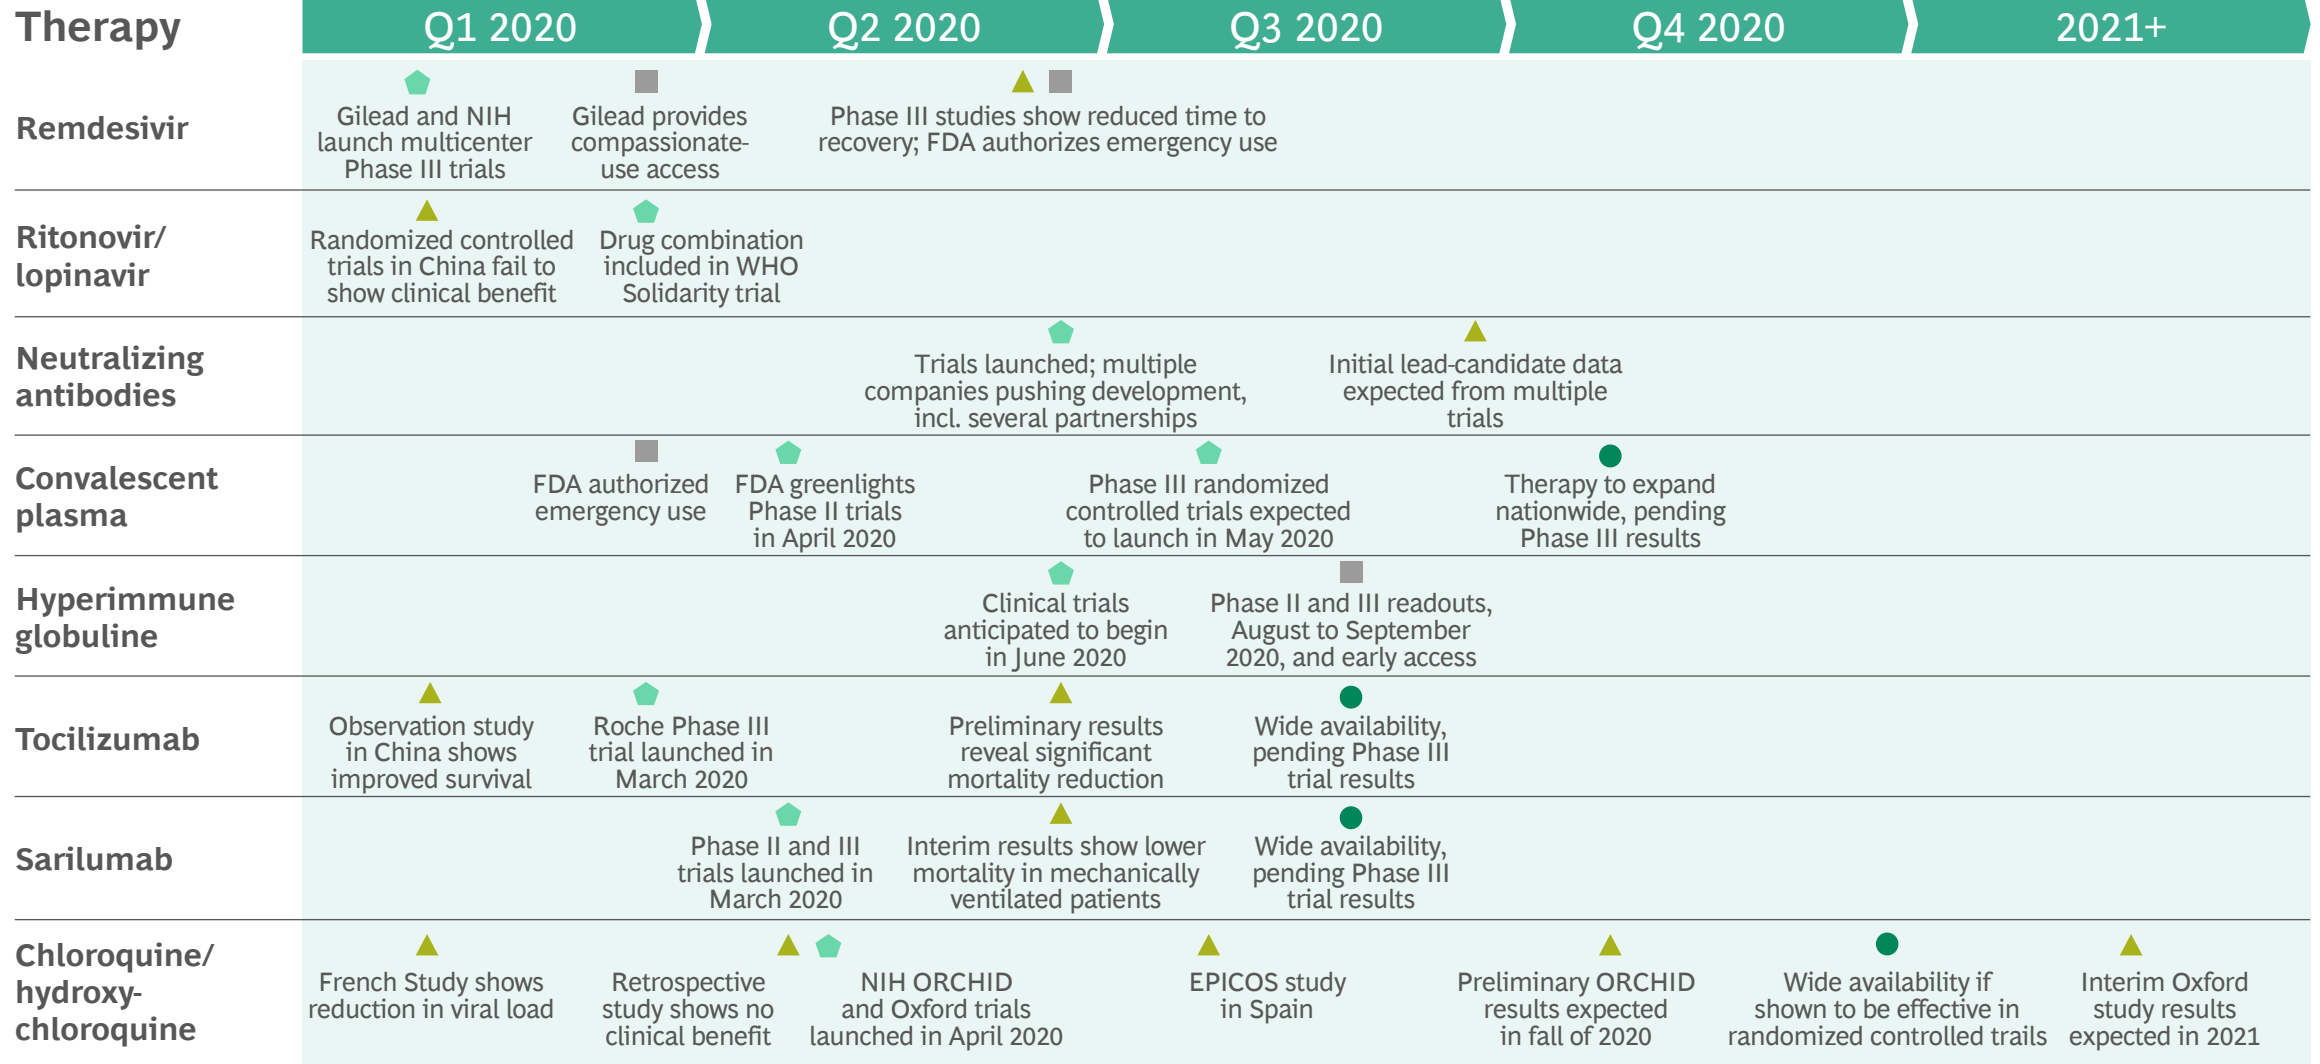 Therapy
Q1 2020
Q2 2020
Q3 2020
Q4 2020
2021+
Remdesivir
Gilead and NIH
launch multicenter
Phase III trials
Gilead provides
compassionate-
use access
Phase III studies show reduced time to
recovery; FDA authorizes emergency use
Ritonovir/
lopinavir
Randomized controlled
trials in China fail to
show clinical benefit
Drug combination
included in WHO
Solidarity trial
Neutralizing
antibodies
Trials launched; multiple
companies pushing development,
incl. several partnerships
Initial lead-candidate data
expected from multiple
trials
Convalescent
plasma
FDA authorized
emergency use
FDA greenlights
Phase II trials
in April 2020
Phase III randomized
controlled trials expected
to launch in May 2020
Therapy to expand
nationwide, pending
Phase III results
Hyperimmune
globuline
Clinical trials
anticipated to begin
in June 2020
Phase II and III readouts,
August to September
2020, and early access
Tocilizumab
Observation study
in China shows
improved survival
Roche Phase III
trial launched in
March 2020
Preliminary results
reveal significant
mortality reduction
Wide availability,
pending Phase III
trial results
Sarilumab
Phase II and III
trials launched in
March 2020
Interim results show lower
mortality in mechanically
ventilated patients
Wide availability,
pending Phase III
trial results
Chloroquine/
hydroxy-
chloroquine
French Study shows
reduction in viral load
Retrospective
study shows no
clinical benefit
NIH ORCHID
and Oxford trials
launched in April 2020
EPICOS study
in Spain
Preliminary ORCHID
results expected
in fall of 2020
Wide availability if
shown to be effective in
randomized controlled trails
Interim Oxford
study results
expected in 2021